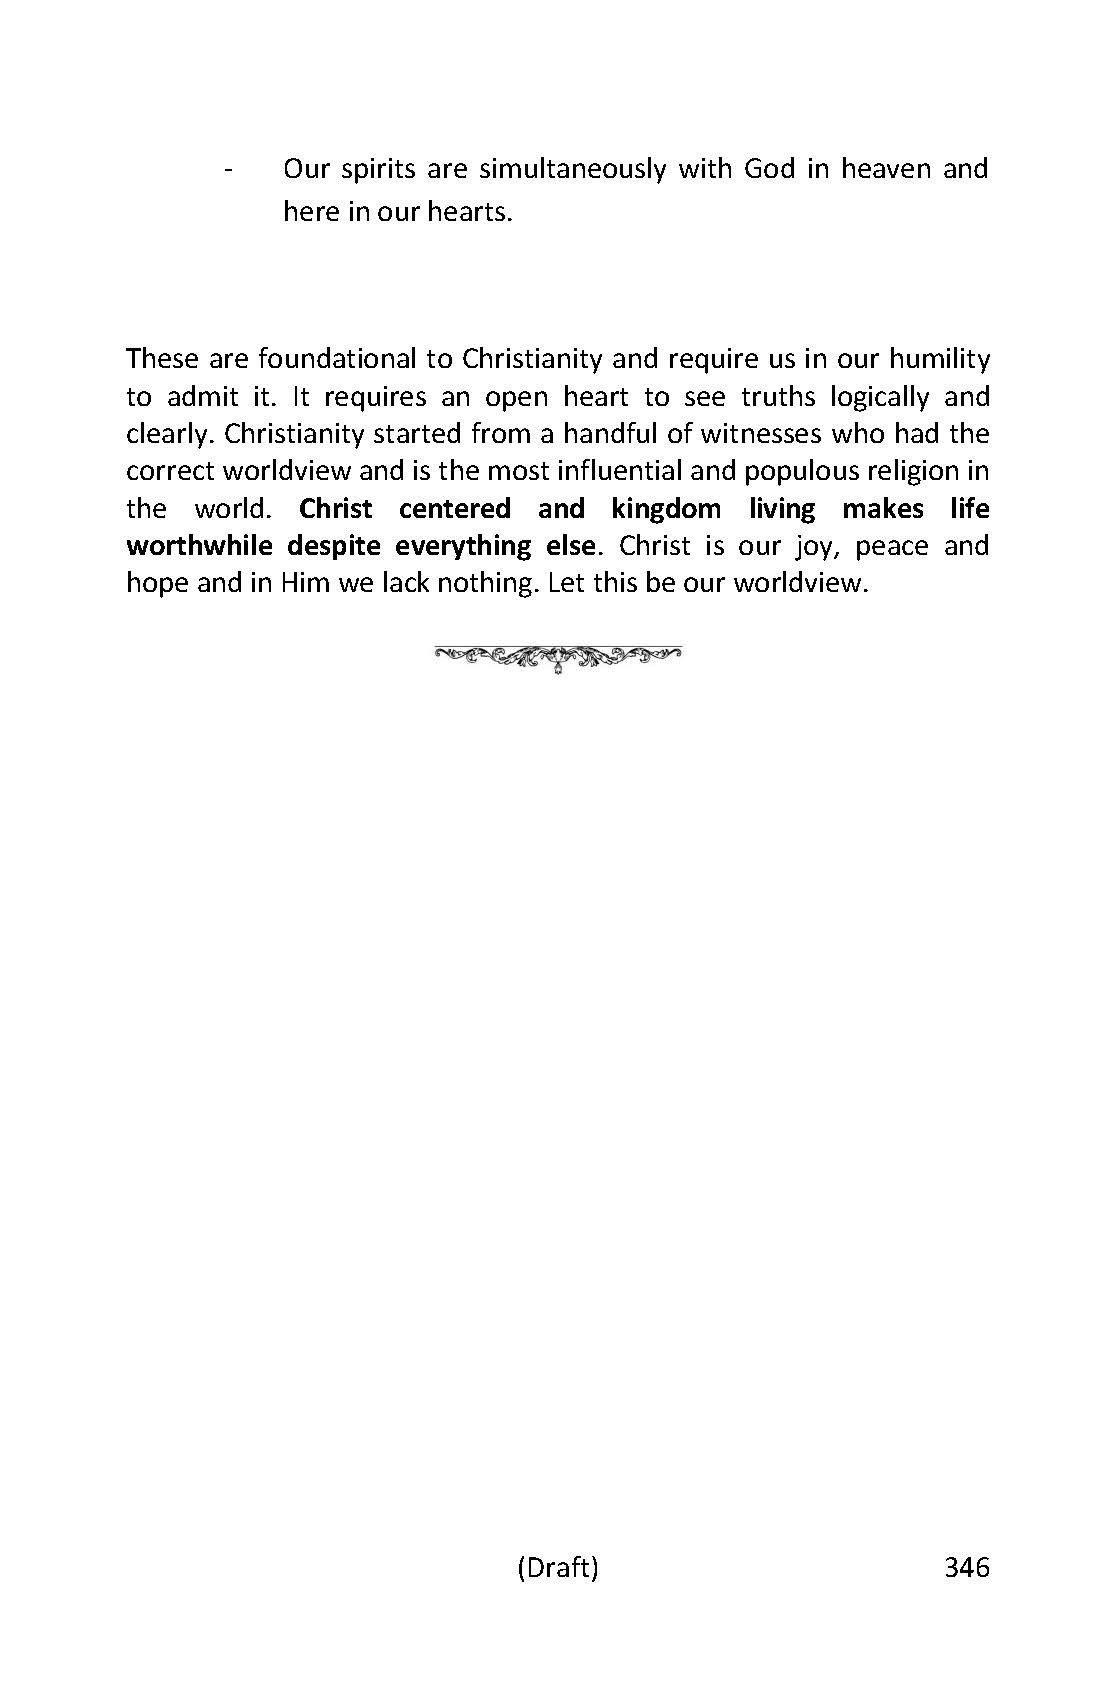 - Our spirits are simultaneously with God in heaven and
here in our hearts.
These are foundational to Christianity and require us in our humility
to admit it. It requires an open heart to see truths logically and
clearly. Christianity started from a handful of witnesses who had the
correct worldview and is the most influential and populous religion in
the world. Christ centered and kingdom living makes life
worthwhile despite everything else. Christ is our joy, peace and
hope and in Him we lack nothing. Let this be our worldview.
(Draft) 346